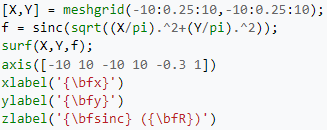 [X,Y] = meshgrid(-10:0.25:10,-10:0.25:10);
f = sinc(sqrt((X/pi).^2+(Y/pi).^2));
surf(X,Y,f);
axis([-10 10 -10 10 -0.3 1])
xlabel('{\bfx}')
ylabel('{\bfy}')
zlabel('{\bfsinc} ({\bfR})')